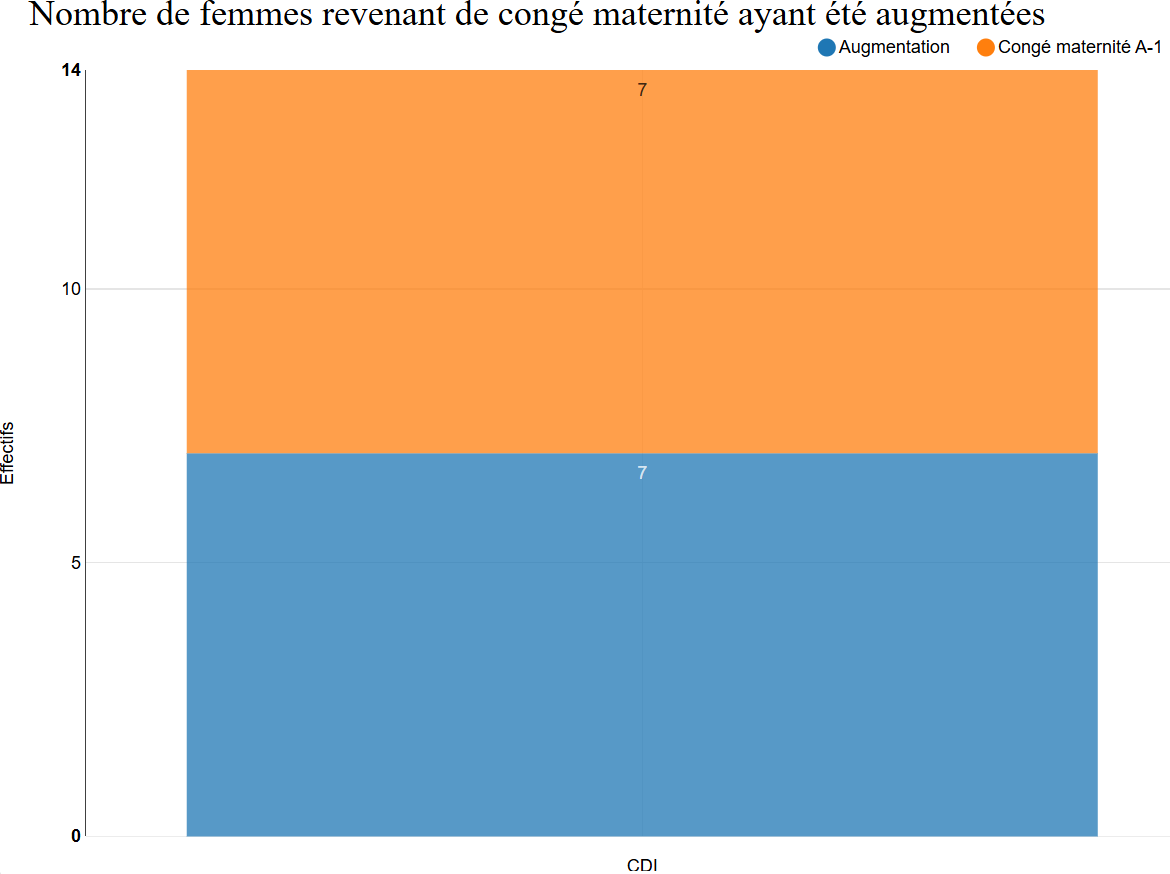 Nombre de femmes revenant de congé maternité ayant été augmentées
Augmentation Congé maternité A-1
14
7
10
7
Effectifs
5
0
CDI